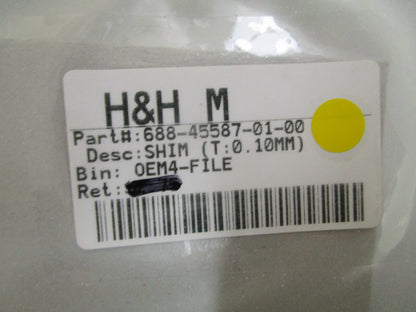 H&H M
Part#:688-45587-01-00
Desc:SHIM (T:0.10MM)
Bin: OEM4-FILE
Ret: